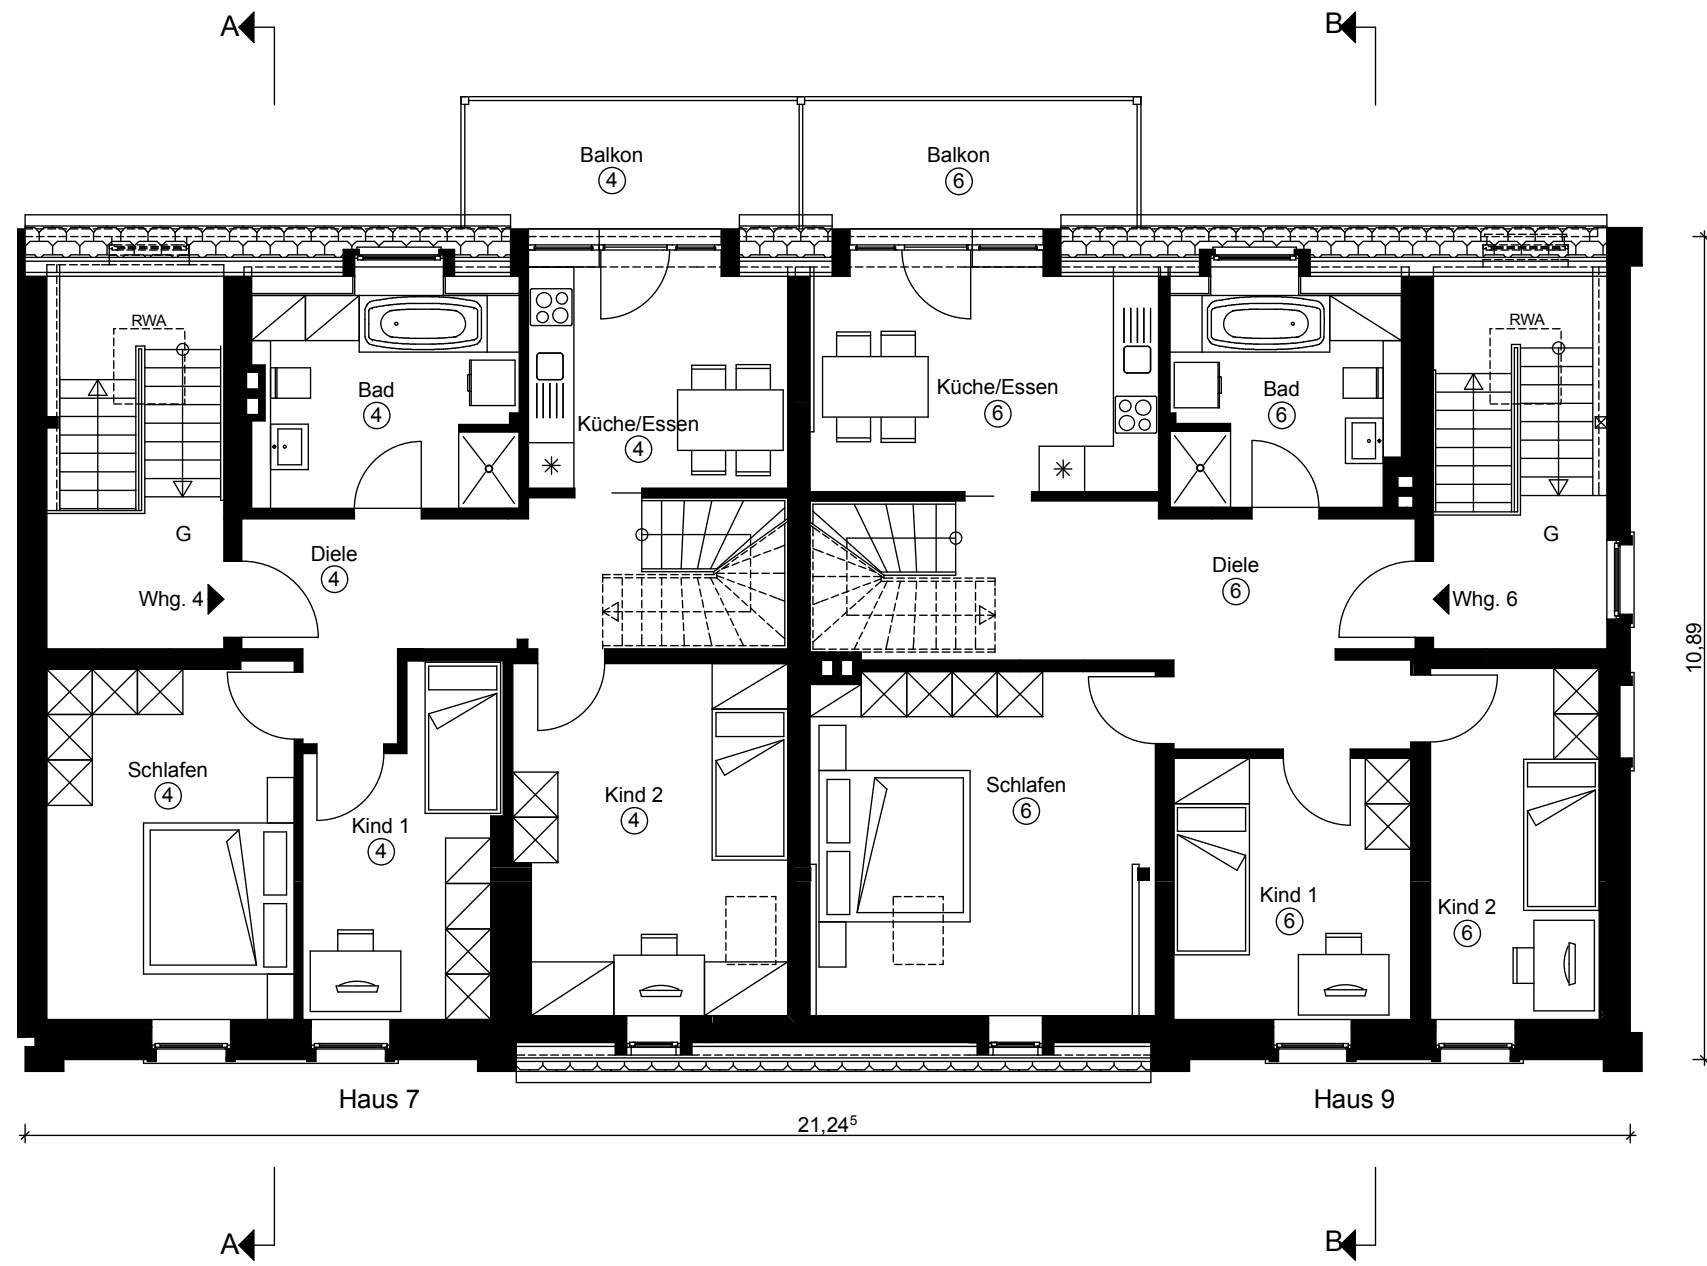 A
B
Balkon
4
Balkon
6
RWA
RWA
Bad
4
Küche/Essen
4
Küche/Essen
6
Bad
6
G
G
Diele
4
Diele
6
Whg. 4
Whg. 6
10,89
Schlafen
4
Kind 1
4
Kind 2
4
Schlafen
6
Kind 1
6
Kind 2
6
Haus 7
Haus 9
21,24⁵
A
B